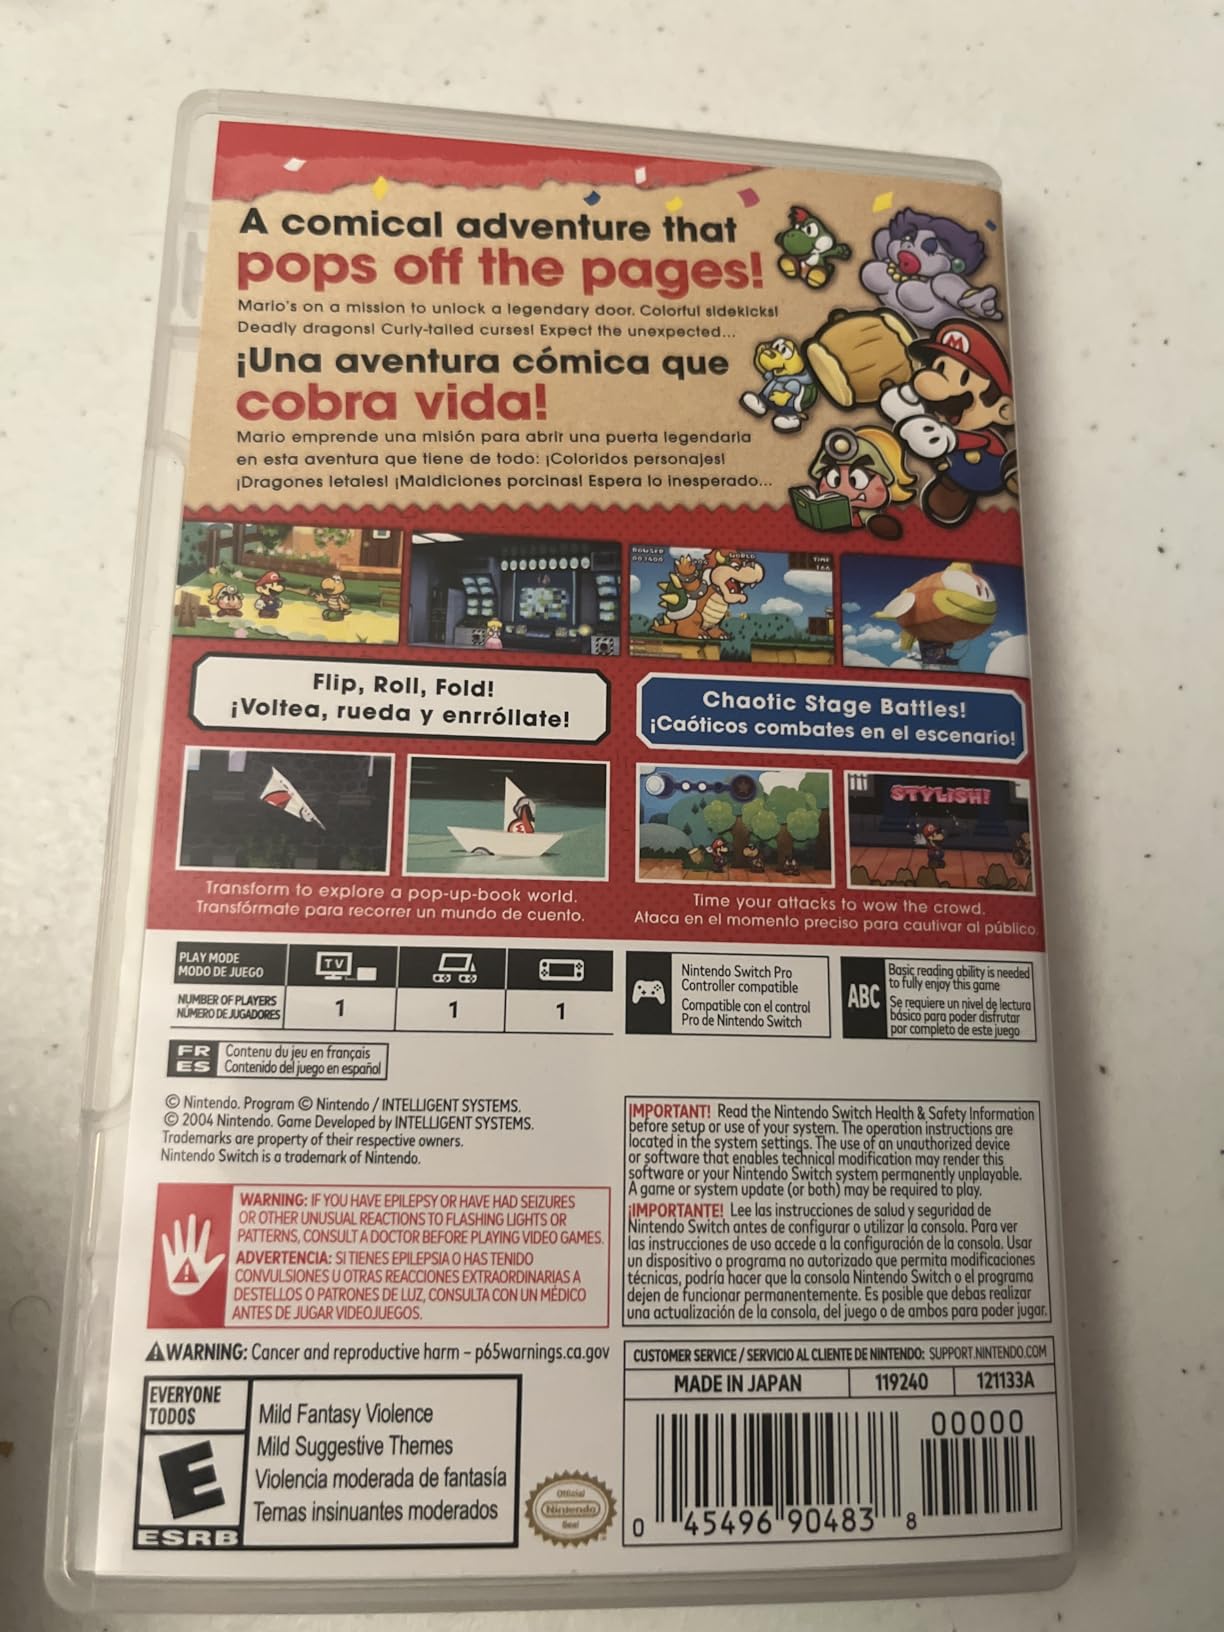 A comical adventure that
pops off the pages!
Mario's on a mission to unlock a legendary door. Colorful sidekicks!
Deadly dragons! Curly-tailed curses! Expect the unexpected...
¡Una aventura cómica que
cobra vida!
Mario emprende una misión para abrir una puerta legendaria
en esta aventura que tiene de todo: ¡Coloridos personajes!
¡Dragones letales! ¡Maldiciones porcinas! Espera lo inesperado...
BOWSER
WORLD
TIME
Flip, Roll, Fold!
¡Voltea, rueda y enrróllate!
Chaotic Stage Battles!
¡Caóticos combates en el escenario!
STYLISH!
Transform to explore a pop-up-book world.
Transfórmate para recorrer un mundo de cuento.
Time your attacks to wow the crowd.
Ataca en el momento preciso para cautivar al público.
PLAY MODE
MODO DE JUEGO
TV
NUMBER OF PLAYERS
NÚMERO DE JUGADORES
1
1
1
Nintendo Switch Pro
Controller compatible
Compatible con el control
Pro de Nintendo Switch
ABC
Basic reading ability is needed
to fully enjoy this game
Se requiere un nivel de lectura
básico para poder disfrutar
por completo de este juego
FR
ES
Contenu du jeu en français
Contenido del juego en español
© Nintendo. Program © Nintendo / INTELLIGENT SYSTEMS.
© 2004 Nintendo. Game Developed by INTELLIGENT SYSTEMS.
Trademarks are property of their respective owners.
Nintendo Switch is a trademark of Nintendo.
WARNING: IF YOU HAVE EPILEPSY OR HAVE HAD SEIZURES
OR OTHER UNUSUAL REACTIONS TO FLASHING LIGHTS OR
PATTERNS, CONSULT A DOCTOR BEFORE PLAYING VIDEO GAMES.
ADVERTENCIA: SI TIENES EPILEPSIA O HAS TENIDO
CONVULSIONES U OTRAS REACCIONES EXTRAORDINARIAS A
DESTELLOS O PATRONES DE LUZ, CONSULTA CON UN MÉDICO
ANTES DE JUGAR VIDEOJUEGOS.
IMPORTANT! Read the Nintendo Switch Health & Safety Information
before setup or use of your system. The operation instructions are
located in the system settings. The use of an unauthorized device
or software that enables technical modification may render this
software or your Nintendo Switch system permanently unplayable.
A game or system update (or both) may be required to play.
¡IMPORTANTE! Lee las instrucciones de salud y seguridad de
Nintendo Switch antes de configurar o utilizar la consola. Para ver
las instrucciones de uso accede a la configuración de la consola. Usar
un dispositivo o programa no autorizado que permita modificaciones
técnicas, podría hacer que la consola Nintendo Switch o el programa
dejen de funcionar permanentemente. Es posible que debas realizar
una actualización de la consola, del juego o de ambos para poder jugar.
WARNING: Cancer and reproductive harm – p65warnings.ca.gov
CUSTOMER SERVICE / SERVICIO AL CLIENTE DE NINTENDO: SUPPORT.NINTENDO.COM
MADE IN JAPAN
119240
121133A
EVERYONE
TODOS
E
ESRB
Mild Fantasy Violence
Mild Suggestive Themes
Violencia moderada de fantasía
Temas insinuantes moderados
Official
Nintendo
Seal
00000
0 45496 90483 8